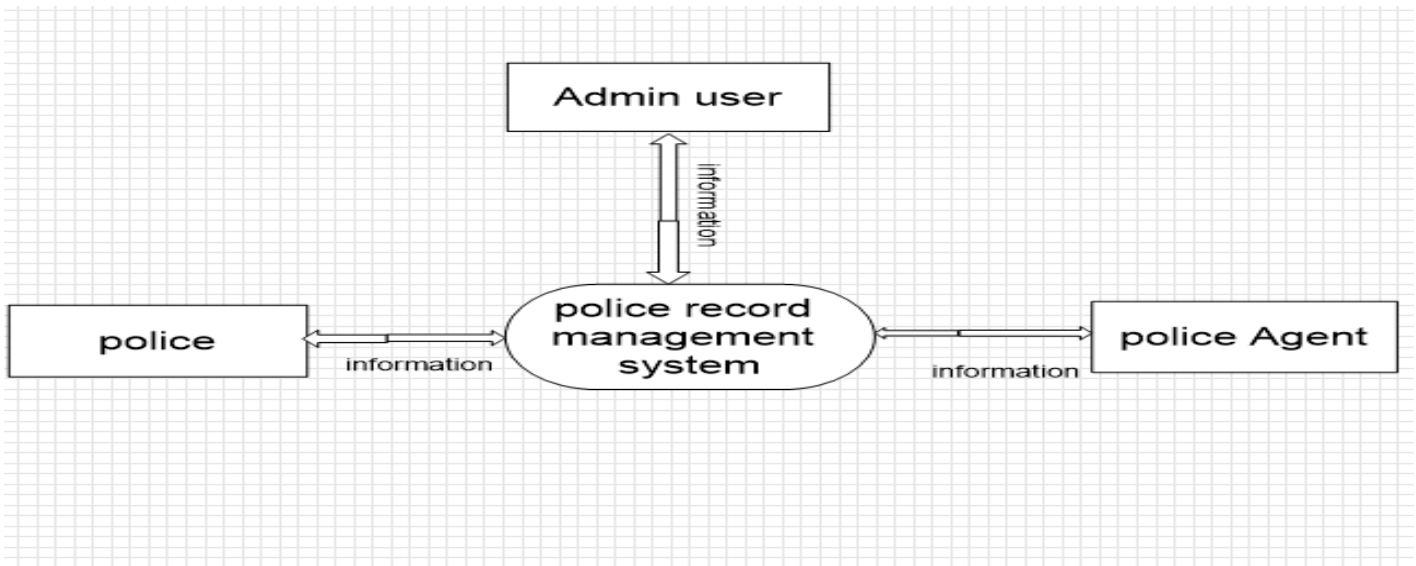 Admin user
information
police record
management
system
police
information
police Agent
information